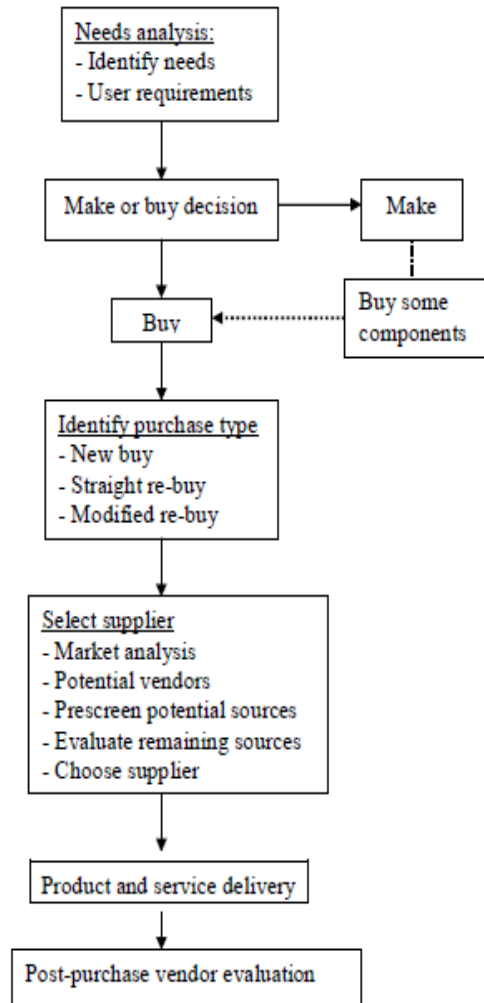 Needs analysis:
- Identify needs
- User requirements
Make or buy decision
Make
Buy some
components
Buy
Identify purchase type
- New buy
- Straight re-buy
- Modified re-buy
Select supplier
- Market analysis
- Potential vendors
- Prescreen potential sources
- Evaluate remaining sources
- Choose supplier
Product and service delivery
Post-purchase vendor evaluation